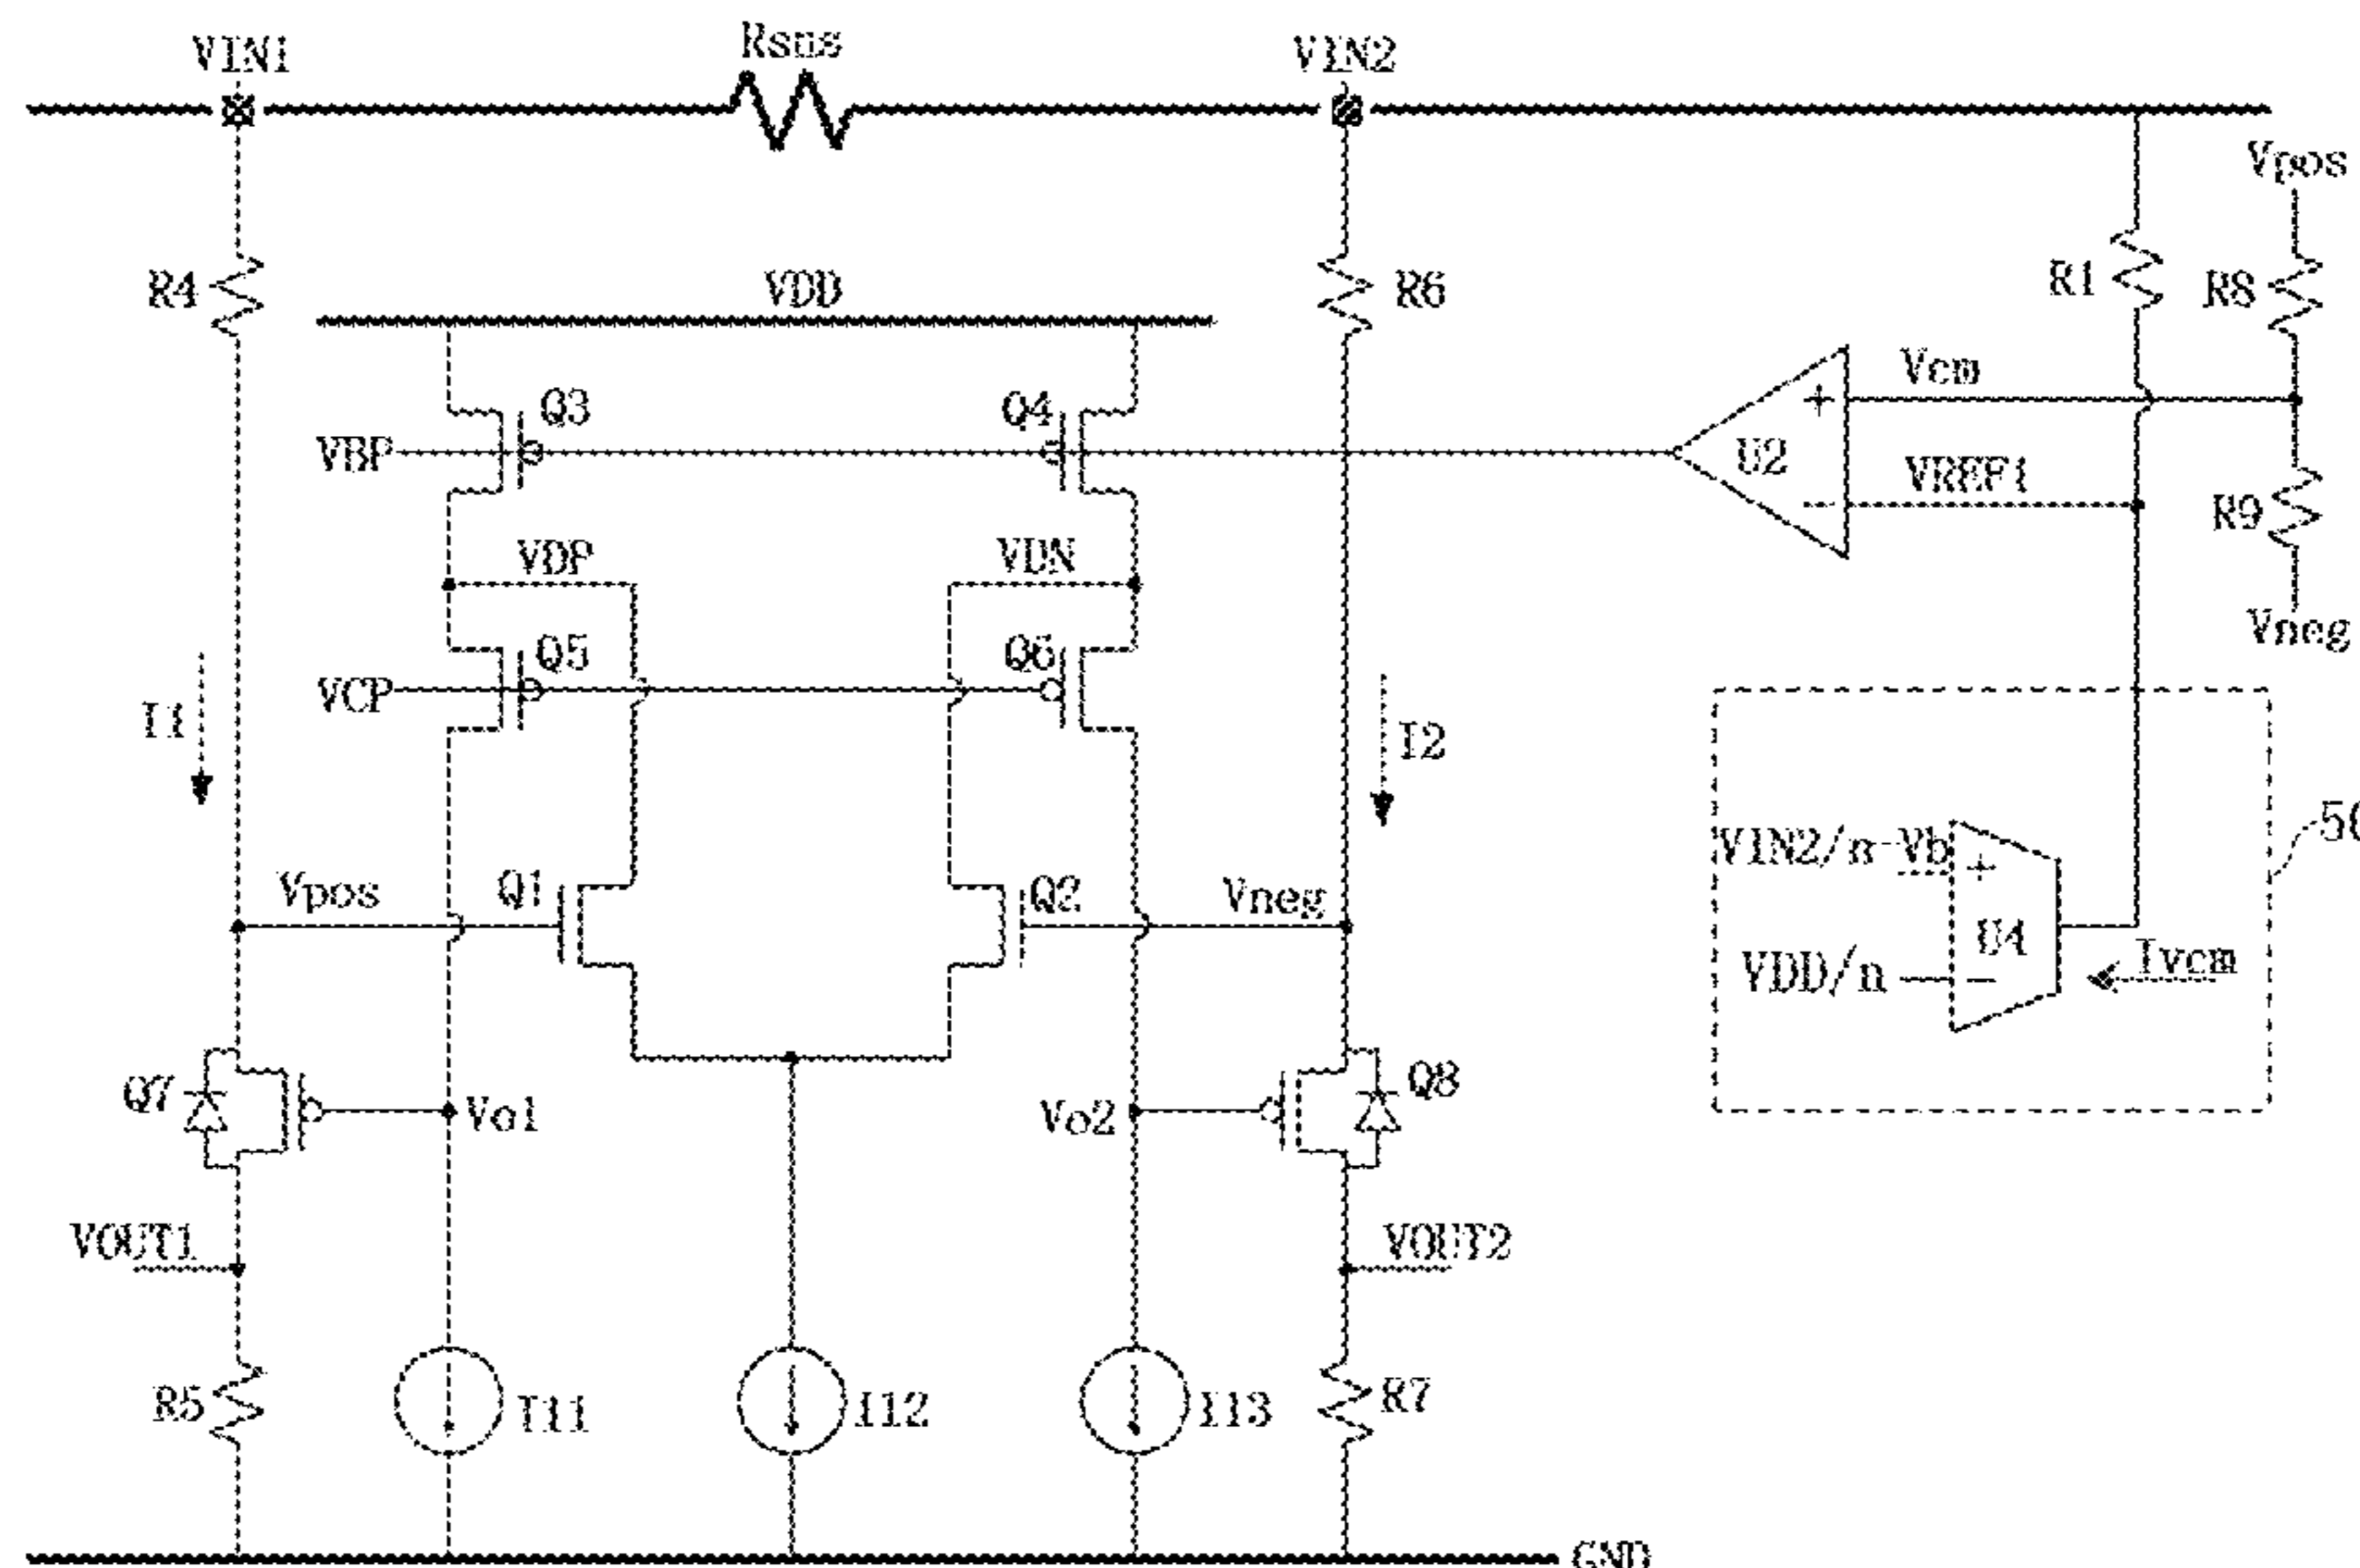 VIN1
Rsns
VIN2
Vpos
R4
VDD
R6
R1
R8
Vcm
Q3
Q4
VBP
U2
+
VREF1
-
R9
VDP
VDN
Vneg
Q5
Q6
VCP
I1
I2
VIN2/n-Vb
+
Vpos
Q1
Q2
Vneg
U4
VDD/n
-
Ivcm
Q7
Vo1
Vo2
Q8
VOUT1
VOUT2
R5
I11
I12
I13
R7
GND